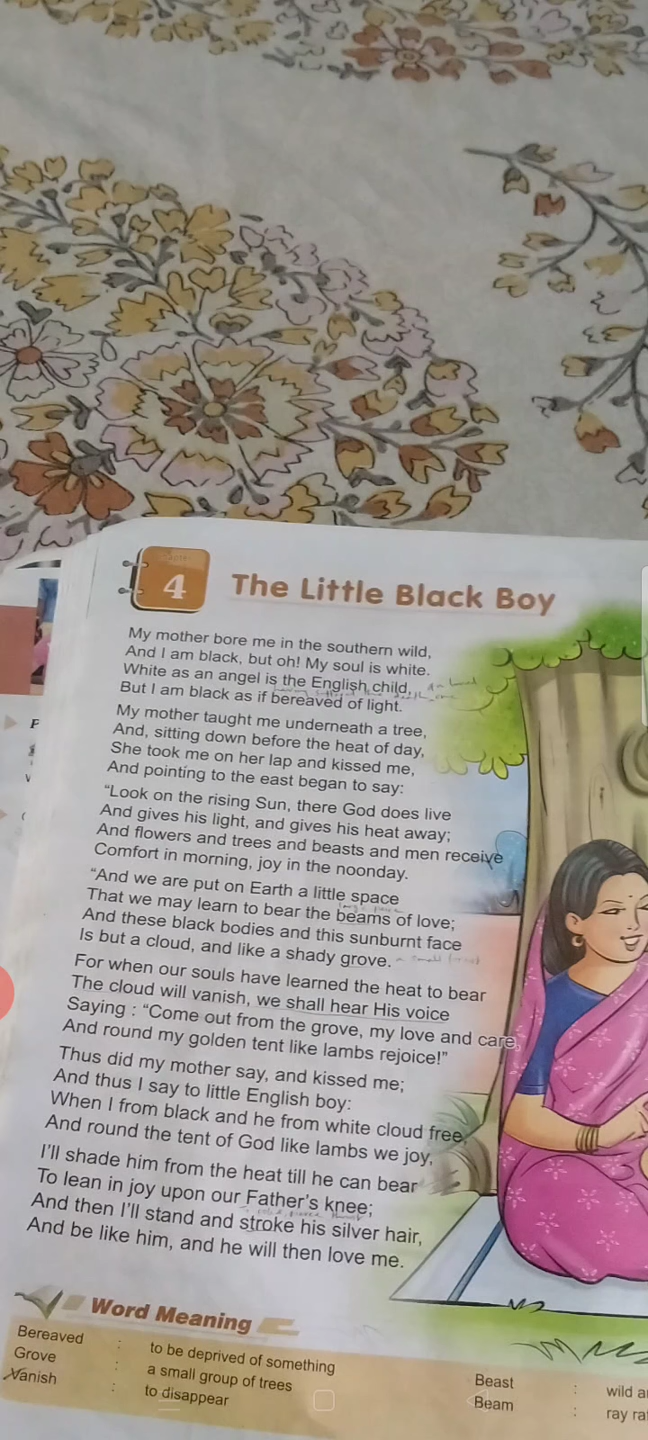 4
The Little Black Boy
My mother bore me in the southern wild,
And I am black, but oh! My soul is white.
White as an angel is the English child,
But I am black as if bereaved of light.
My mother taught me underneath a tree,
And, sitting down before the heat of day,
She took me on her lap and kissed me,
And pointing to the east began to say:
“Look on the rising Sun, there God does live
And gives his light, and gives his heat away;
And flowers and trees and beasts and men receive
Comfort in morning, joy in the noonday.
“And we are put on Earth a little space
That we may learn to bear the beams of love;
And these black bodies and this sunburnt face
Is but a cloud, and like a shady grove.
For when our souls have learned the heat to bear
The cloud will vanish, we shall hear His voice
Saying : “Come out from the grove, my love and care,
And round my golden tent like lambs rejoice!”
Thus did my mother say, and kissed me;
And thus I say to little English boy:
When I from black and he from white cloud free,
And round the tent of God like lambs we joy,
I’ll shade him from the heat till he can bear
To lean in joy upon our Father’s knee;
And then I’ll stand and stroke his silver hair,
And be like him, and he will then love me.
Word Meaning
Bereaved : to be deprived of something
Grove : a small group of trees
Vanish : to disappear
Beast : wild
Beam : ray